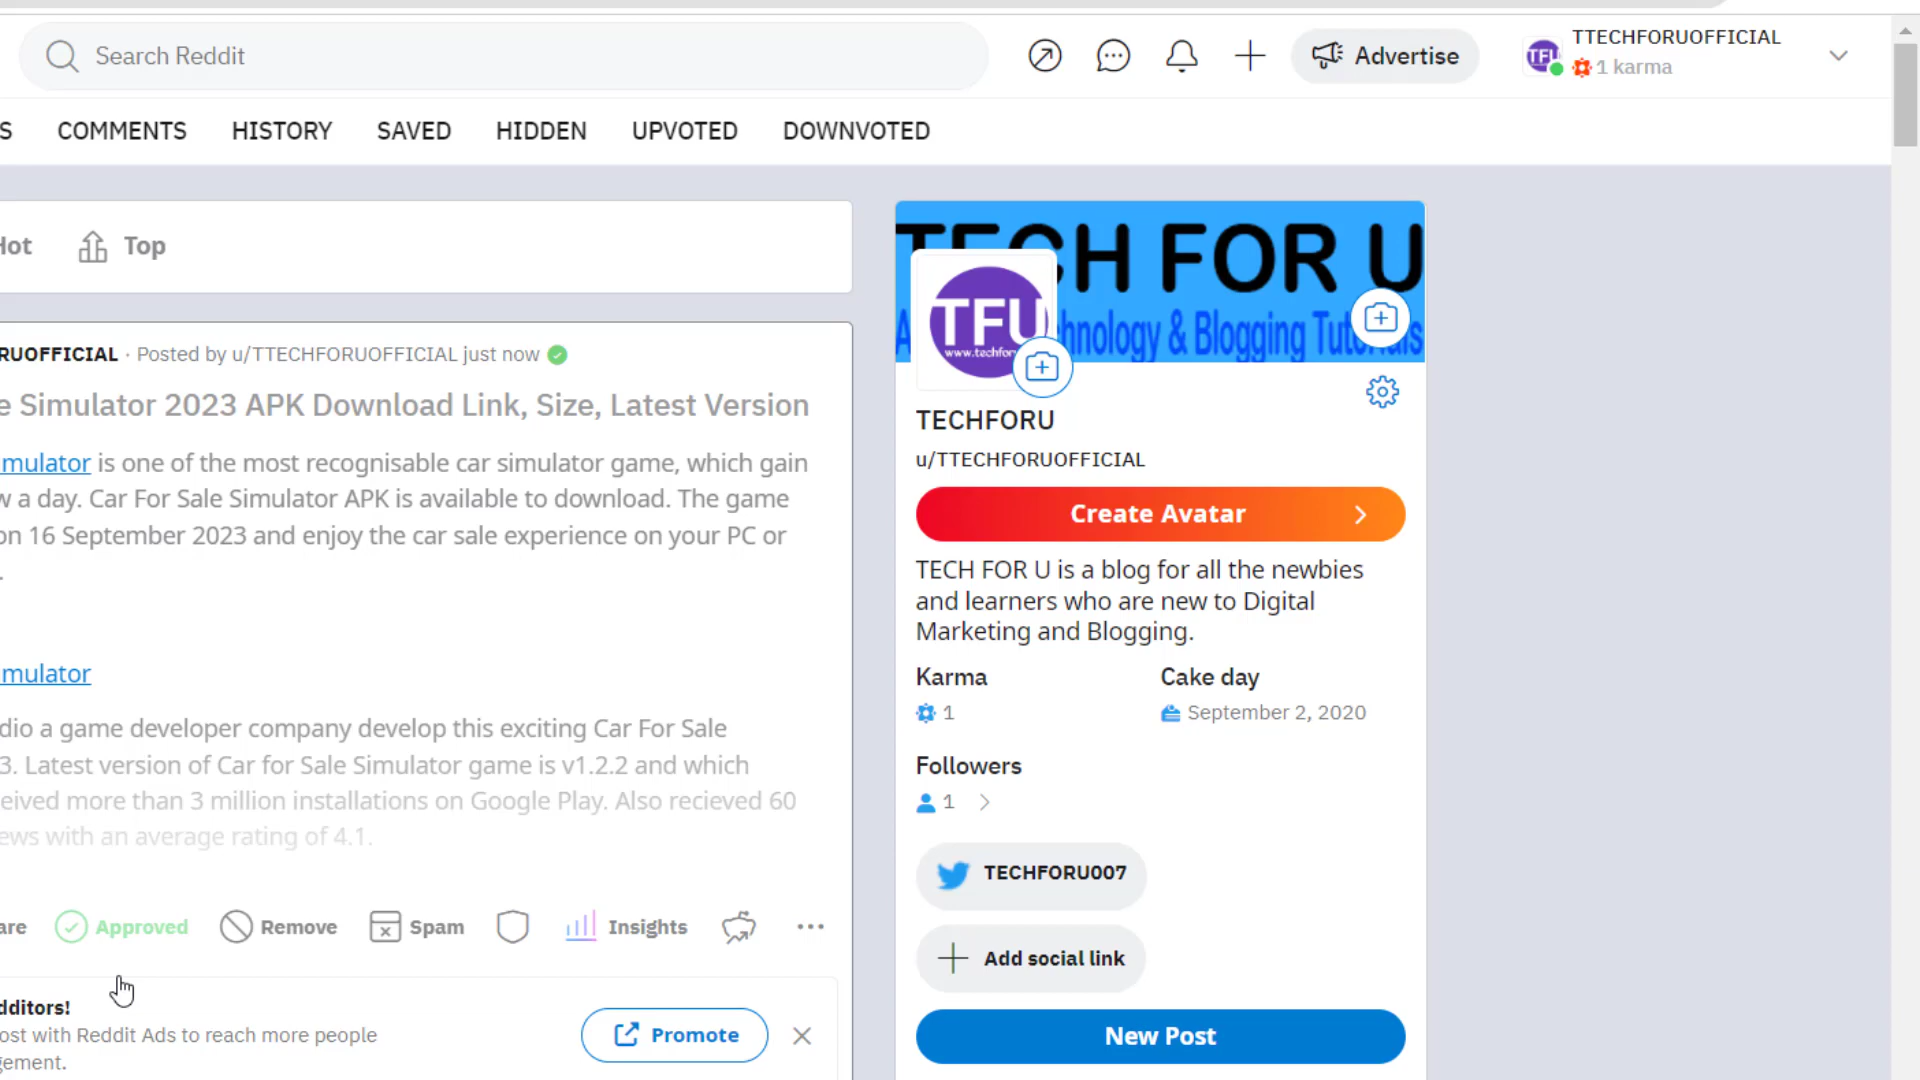 Search Reddit
Advertise
TTECHFORUOFFICIAL
1 karma
S COMMENTS HISTORY SAVED HIDDEN UPVOTED DOWNVOTED
Hot Top
RUOFFICIAL · Posted by u/TTECHFORUOFFICIAL just now
e Simulator 2023 APK Download Link, Size, Latest Version
mulator is one of the most recognisable car simulator game, which gain
w a day. Car For Sale Simulator APK is available to download. The game
on 16 September 2023 and enjoy the car sale experience on your PC or
.
mulator
dio a game developer company develop this exciting Car For Sale
3. Latest version of Car for Sale Simulator game is v1.2.2 and which
eived more than 3 million installations on Google Play. Also recieved 60
ews with an average rating of 4.1.
are Approved Remove Spam Insights
dditors!
ost with Reddit Ads to reach more people
gement.
Promote
TECH FOR U
hnology & Blogging Tutorials
TFU
www.techfor
TECHFORU
u/TTECHFORUOFFICIAL
Create Avatar
TECH FOR U is a blog for all the newbies
and learners who are new to Digital
Marketing and Blogging.
Karma Cake day
1 September 2, 2020
Followers
1
TECHFORU007
Add social link
New Post